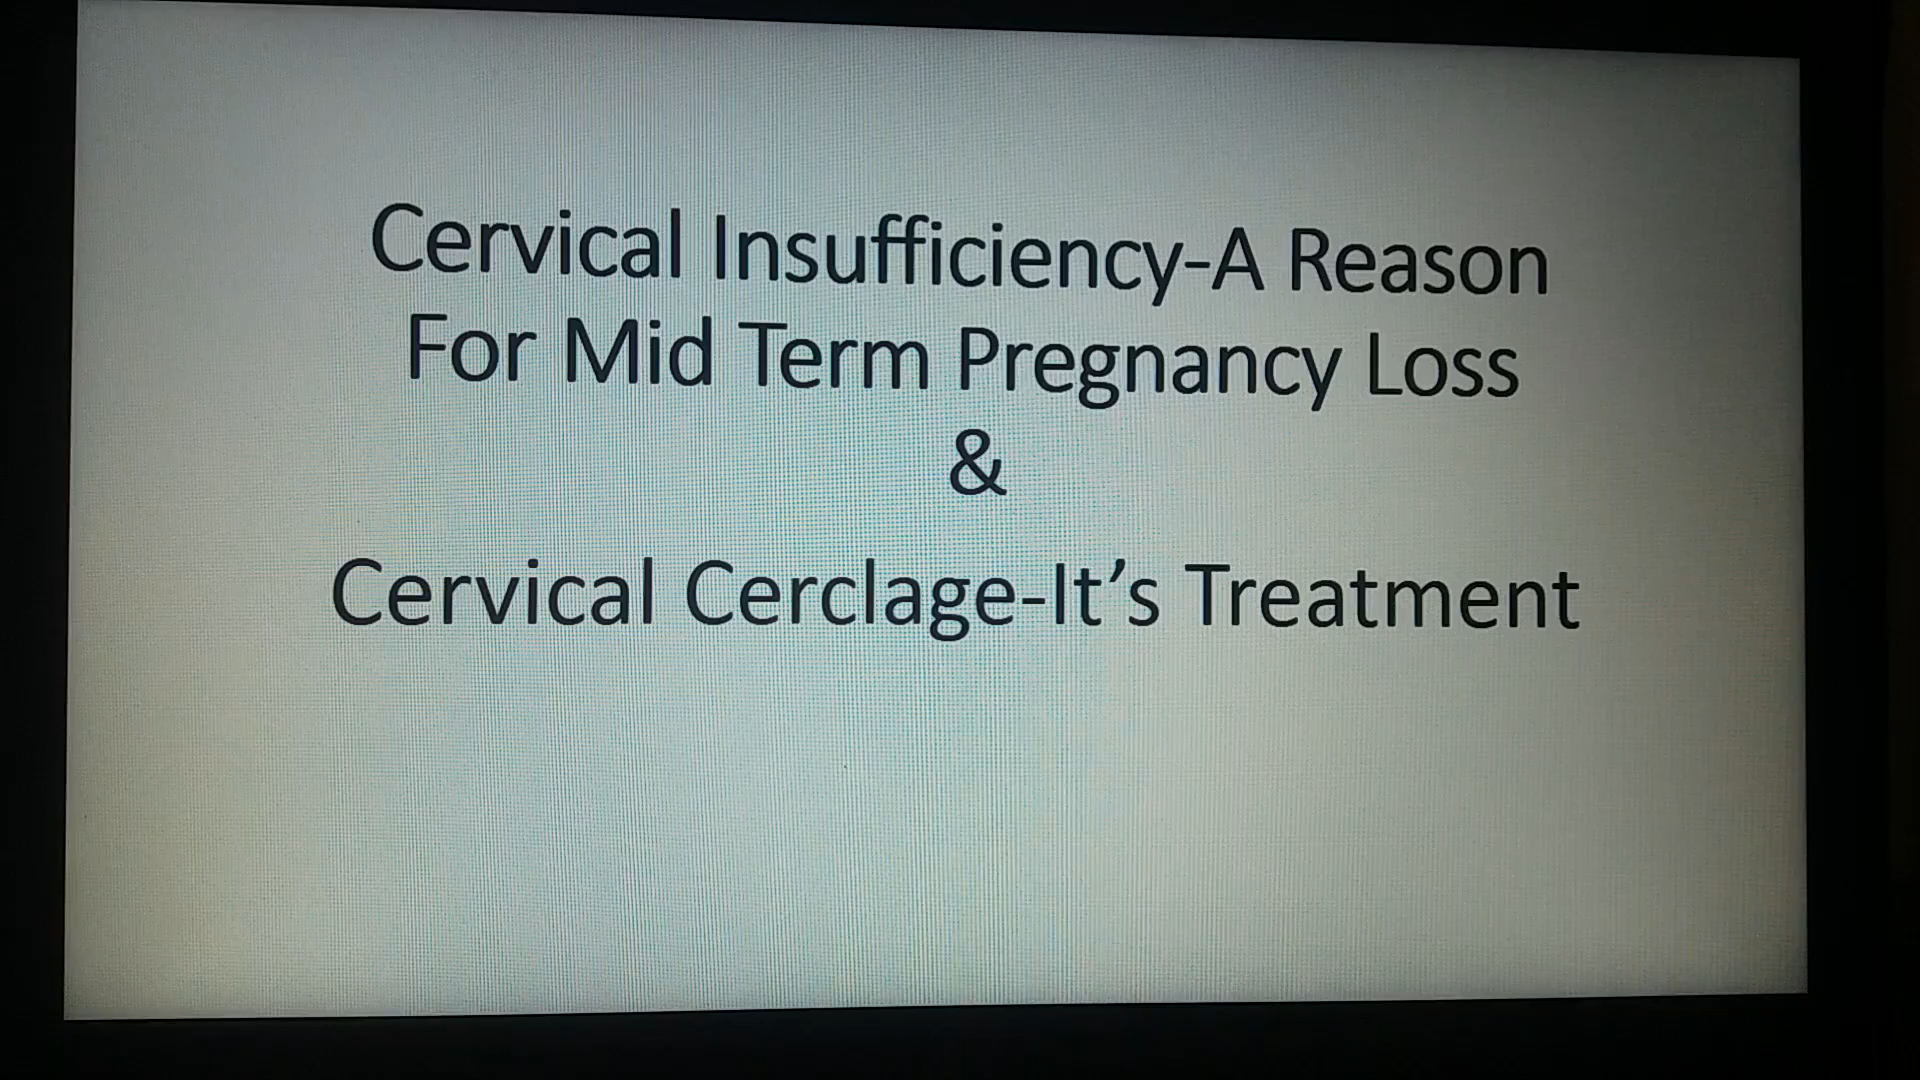 Cervical Insufficiency-A Reason
For Mid Term Pregnancy Loss
&
Cervical Cerclage-It’s Treatment